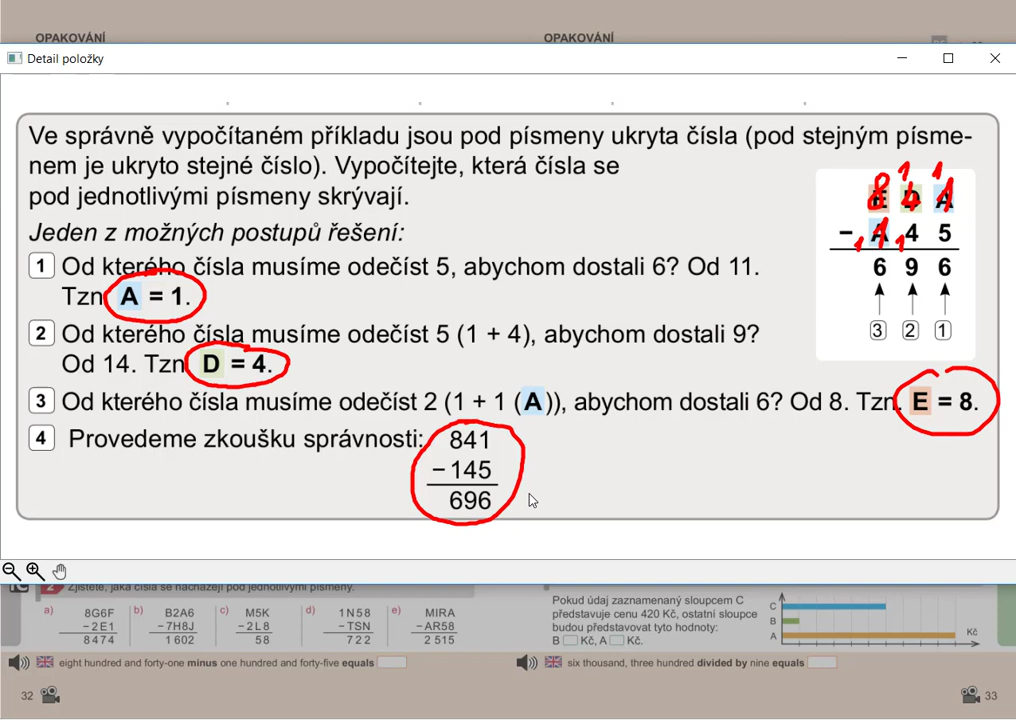 OPAKOVÁNÍ
OPAKOVÁNÍ
Detail položky
Ve správně vypočítaném příkladu jsou pod písmeny ukryta čísla (pod stejným písme-
nem je ukryto stejné číslo). Vypočítejte, která čísla se
pod jednotlivými písmeny skrývají.
Jeden z možných postupů řešení:
1 Od kterého čísla musíme odečíst 5, abychom dostali 6? Od 11.
Tzn. A = 1.
2 Od kterého čísla musíme odečíst 5 (1 + 4), abychom dostali 9?
Od 14. Tzn. D = 4.
3 Od kterého čísla musíme odečíst 2 (1 + 1 (A)), abychom dostali 6? Od 8. Tzn. E = 8.
4 Provedeme zkoušku správnosti:
841
− 145
696
1 1
8 4 1
E D A
− A 4 5
1 1 1
6 9 6
3 2 1
2 Zjistěte, jaká čísla se nacházejí pod jednotlivými písmeny.
a) 8G6F b) B2A6 c) M5K d) 1N58 e) MIRA
−2E1 −7H8J −2L8 −TSN −AR58
8474 1602 58 722 2515
Pokud údaj zaznamenaný sloupcem C
představuje cenu 420 Kč, ostatní sloupce
budou představovat tyto hodnoty:
B Kč, A Kč.
C
B
A
Kč
eight hundred and forty-one minus one hundred and forty-five equals
six thousand, three hundred divided by nine equals
32
33